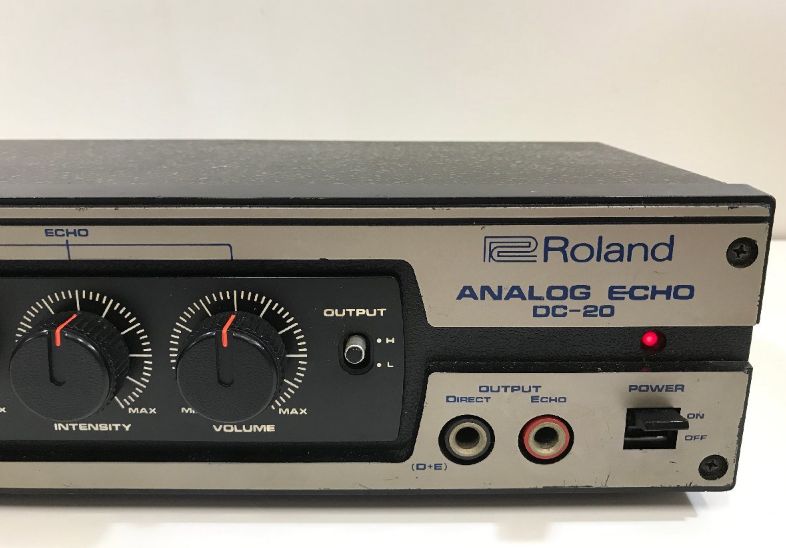 ECHO
Roland
ANALOG ECHO
DC-20
OUTPUT
H
L
MAX
INTENSITY
MAX
VOLUME
OUTPUT
DIRECT
ECHO
(D+E)
POWER
ON
OFF